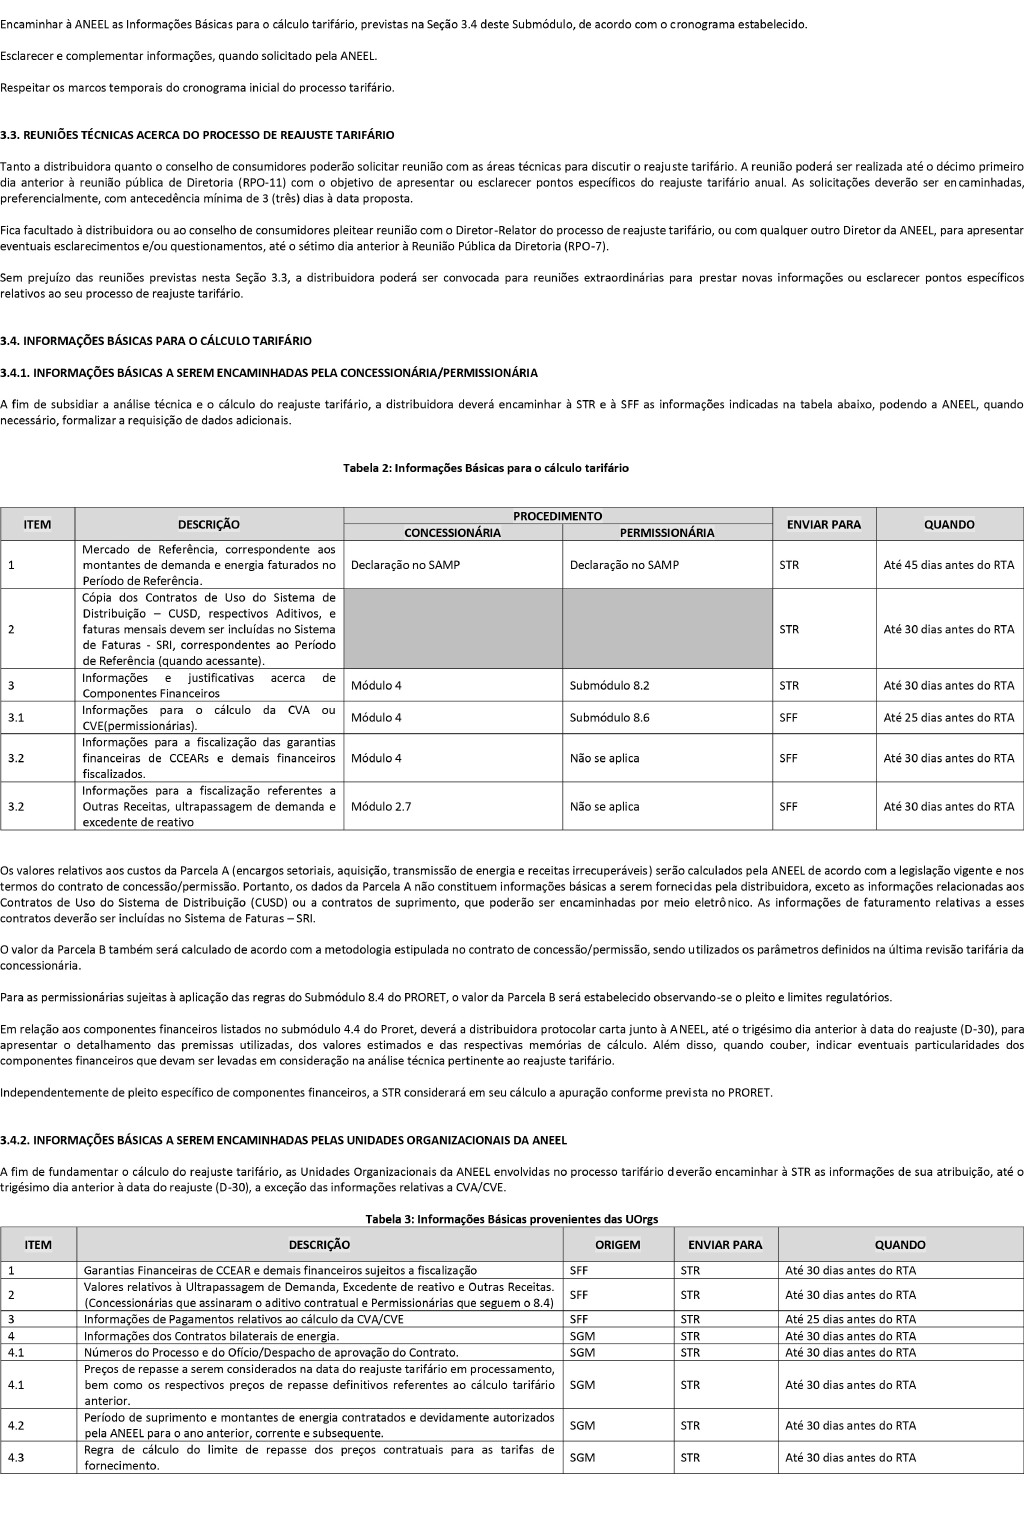 Encaminhar à ANEEL as Informações Básicas para o cálculo tarifário, previstas na Seção 3.4 deste Submódulo, de acordo com o cronograma estabelecido.
Esclarecer e complementar informações, quando solicitado pela ANEEL.
Respeitar os marcos temporais do cronograma inicial do processo tarifário.
3.3. REUNIÕES TÉCNICAS ACERCA DO PROCESSO DE REAJUSTE TARIFÁRIO
Tanto a distribuidora quanto o conselho de consumidores poderão solicitar reunião com as áreas técnicas para discutir o reajuste tarifário. A reunião poderá ser realizada até o décimo primeiro
dia anterior à reunião pública de Diretoria (RPO-11) com o objetivo de apresentar ou esclarecer pontos específicos do reajuste tarifário anual. As solicitações deverão ser encaminhadas,
preferencialmente, com antecedência mínima de 3 (três) dias à data proposta.
Fica facultado à distribuidora ou ao conselho de consumidores pleitear reunião com o Diretor-Relator do processo de reajuste tarifário, ou com qualquer outro Diretor da ANEEL, para apresentar
eventuais esclarecimentos e/ou questionamentos, até o sétimo dia anterior à Reunião Pública da Diretoria (RPO-7).
Sem prejuízo das reuniões previstas nesta Seção 3.3, a distribuidora poderá ser convocada para reuniões extraordinárias para prestar novas informações ou esclarecer pontos específicos
relativos ao seu processo de reajuste tarifário.
3.4. INFORMAÇÕES BÁSICAS PARA O CÁLCULO TARIFÁRIO
3.4.1. INFORMAÇÕES BÁSICAS A SEREM ENCAMINHADAS PELA CONCESSIONÁRIA/PERMISSIONÁRIA
A fim de subsidiar a análise técnica e o cálculo do reajuste tarifário, a distribuidora deverá encaminhar à STR e à SFF as informações indicadas na tabela abaixo, podendo a ANEEL, quando
necessário, formalizar a requisição de dados adicionais.
Tabela 2: Informações Básicas para o cálculo tarifário
ITEM DESCRIÇÃO PROCEDIMENTO ENVIAR PARA QUANDO
CONCESSIONÁRIA PERMISSIONÁRIA
Mercado de Referência, correspondente aos
1 montantes de demanda e energia faturados no Declaração no SAMP Declaração no SAMP STR Até 45 dias antes do RTA
Período de Referência.
Cópia dos Contratos de Uso do Sistema de
Distribuição – CUSD, respectivos Aditivos, e
2 faturas mensais devem ser incluídas no Sistema STR Até 30 dias antes do RTA
de Faturas - SRI, correspondentes ao Período
de Referência (quando acessante).
3 Informações e justificativas acerca de Módulo 4 Submódulo 8.2 STR Até 30 dias antes do RTA
Componentes Financeiros
3.1 Informações para o cálculo da CVA ou Módulo 4 Submódulo 8.6 SFF Até 25 dias antes do RTA
CVE(permissionárias).
Informações para a fiscalização das garantias
3.2 financeiras de CCEARs e demais financeiros Módulo 4 Não se aplica SFF Até 30 dias antes do RTA
fiscalizados.
Informações para a fiscalização referentes a
3.2 Outras Receitas, ultrapassagem de demanda e Módulo 2.7 Não se aplica SFF Até 30 dias antes do RTA
excedente de reativo
Os valores relativos aos custos da Parcela A (encargos setoriais, aquisição, transmissão de energia e receitas irrecuperáveis) serão calculados pela ANEEL de acordo com a legislação vigente e nos
termos do contrato de concessão/permissão. Portanto, os dados da Parcela A não constituem informações básicas a serem fornecidas pela distribuidora, exceto as informações relacionadas aos
Contratos de Uso do Sistema de Distribuição (CUSD) ou a contratos de suprimento, que poderão ser encaminhadas por meio eletrônico. As informações de faturamento relativas a esses
contratos deverão ser incluídas no Sistema de Faturas – SRI.
O valor da Parcela B também será calculado de acordo com a metodologia estipulada no contrato de concessão/permissão, sendo utilizados os parâmetros definidos na última revisão tarifária da
concessionária.
Para as permissionárias sujeitas à aplicação das regras do Submódulo 8.4 do PRORET, o valor da Parcela B será estabelecido observando-se o pleito e limites regulatórios.
Em relação aos componentes financeiros listados no submódulo 4.4 do Proret, deverá a distribuidora protocolar carta junto à ANEEL, até o trigésimo dia anterior à data do reajuste (D-30), para
apresentar o detalhamento das premissas utilizadas, dos valores estimados e das respectivas memórias de cálculo. Além disso, quando couber, indicar eventuais particularidades dos
componentes financeiros que devam ser levadas em consideração na análise técnica pertinente ao reajuste tarifário.
Independentemente de pleito específico de componentes financeiros, a STR considerará em seu cálculo a apuração conforme prevista no PRORET.
3.4.2. INFORMAÇÕES BÁSICAS A SEREM ENCAMINHADAS PELAS UNIDADES ORGANIZACIONAIS DA ANEEL
A fim de fundamentar o cálculo do reajuste tarifário, as Unidades Organizacionais da ANEEL envolvidas no processo tarifário deverão encaminhar à STR as informações de sua atribuição, até o
trigésimo dia anterior à data do reajuste (D-30), a exceção das informações relativas a CVA/CVE.
Tabela 3: Informações Básicas provenientes das UOrgs
ITEM DESCRIÇÃO ORIGEM ENVIAR PARA QUANDO
1 Garantias Financeiras de CCEAR e demais financeiros sujeitos a fiscalização SFF STR Até 30 dias antes do RTA
2 Valores relativos à Ultrapassagem de Demanda, Excedente de reativo e Outras Receitas. SFF STR Até 30 dias antes do RTA
(Concessionárias que assinaram o aditivo contratual e Permissionárias que seguem o 8.4)
3 Informações de Pagamentos relativos ao cálculo da CVA/CVE SFF STR Até 25 dias antes do RTA
4 Informações dos Contratos bilaterais de energia. SGM STR Até 30 dias antes do RTA
4.1 Números do Processo e do Ofício/Despacho de aprovação do Contrato. SGM STR Até 30 dias antes do RTA
Preços de repasse a serem considerados na data do reajuste tarifário em processamento,
4.1 bem como os respectivos preços de repasse definitivos referentes ao cálculo tarifário SGM STR Até 30 dias antes do RTA
anterior.
4.2 Período de suprimento e montantes de energia contratados e devidamente autorizados SGM STR Até 30 dias antes do RTA
pela ANEEL para o ano anterior, corrente e subsequente.
4.3 Regra de cálculo do limite de repasse dos preços contratuais para as tarifas de SGM STR Até 30 dias antes do RTA
fornecimento.